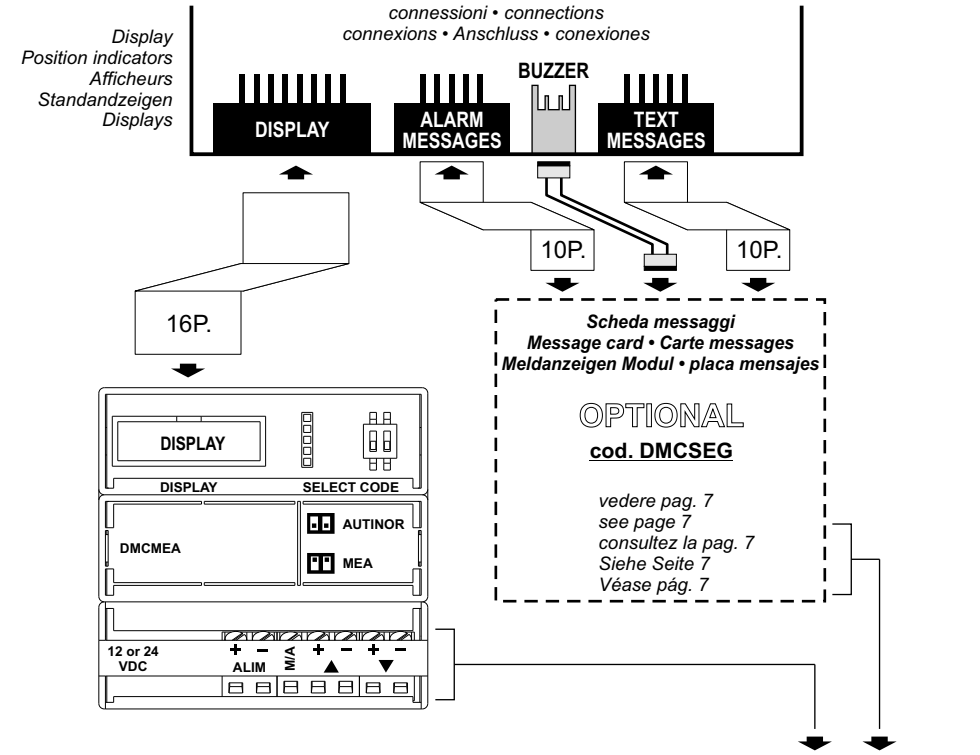 connessioni • connections
connexions • Anschluss • conexiones
Display
Position indicators
Afficheurs
Standandzeigen
Displays
BUZZER
DISPLAY
ALARM
MESSAGES
TEXT
MESSAGES
10P.
10P.
16P.
Scheda messaggi
Message card • Carte messages
Meldanzeigen Modul • placa mensajes
OPTIONAL
cod. DMCSEG
vedere pag. 7
see page 7
consultez la pag. 7
Siehe Seite 7
Véase pág. 7
DISPLAY
DISPLAY
SELECT CODE
DMCMEA
AUTINOR
MEA
12 or 24
VDC
+ − M/A + − + −
ALIM ▲ ▼